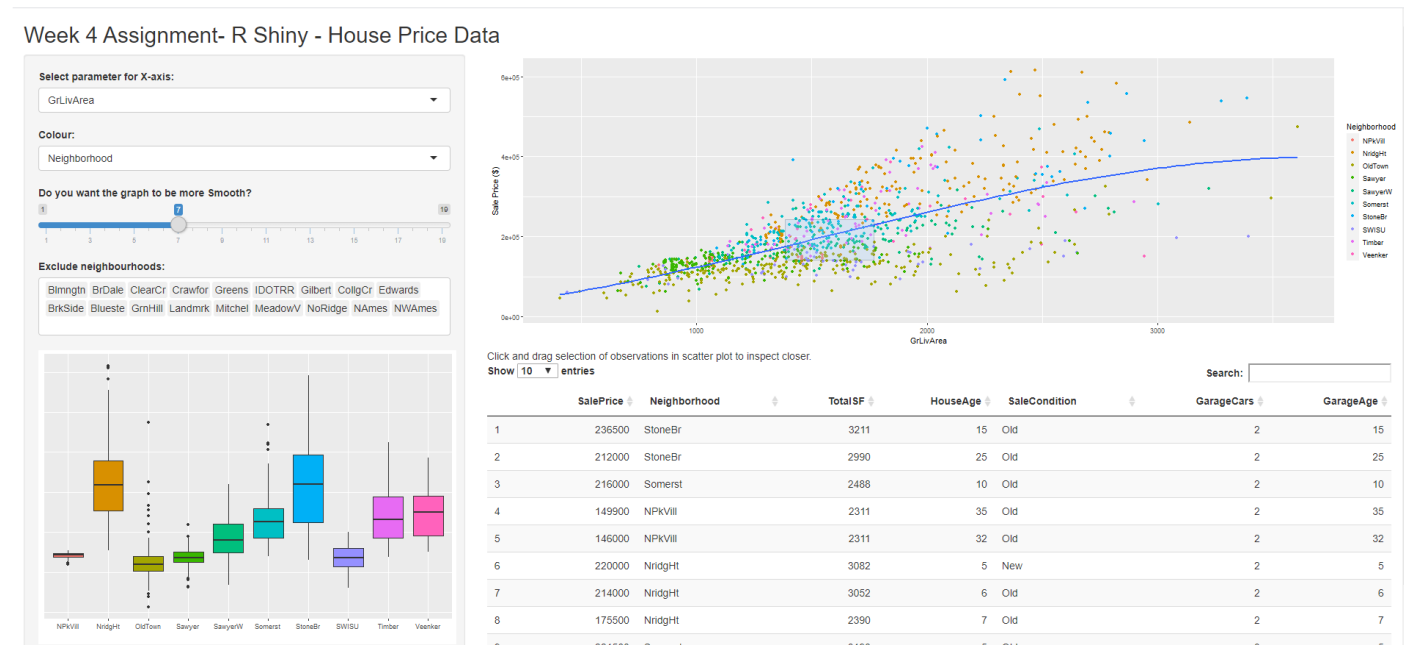 Week 4 Assignment- R Shiny - House Price Data
Select parameter for X-axis:
GrLivArea
Colour:
Neighborhood
Do you want the graph to be more Smooth?
1 7 19
1 3 5 7 9 11 13 15 17 19
Exclude neighbourhoods:
Blmngtn BrDale ClearCr Crawfor Greens IDOTRR Gilbert CollgCr Edwards
BrkSide Blueste GrnHill Landmrk Mitchel MeadowV NoRidge NAmes NWAmes
NPkVill NridgHt OldTown Sawyer SawyerW Somerst StoneBr SWISU Timber Veenker
Sale Price ($)
6e+05
4e+05
2e+05
0e+00
1000 2000 3000
GrLivArea
Neighborhood
NPkVill
NridgHt
OldTown
Sawyer
SawyerW
Somerst
StoneBr
SWISU
Timber
Veenker
Click and drag selection of observations in scatter plot to inspect closer.
Show 10 entries
Search:
SalePrice Neighborhood TotalSF HouseAge SaleCondition GarageCars GarageAge
1 236500 StoneBr 3211 15 Old 2 15
2 212000 StoneBr 2990 25 Old 2 25
3 216000 Somerst 2488 10 Old 2 10
4 149900 NPkVill 2311 35 Old 2 35
5 146000 NPkVill 2311 32 Old 2 32
6 220000 NridgHt 3082 5 New 2 5
7 214000 NridgHt 3052 6 Old 2 6
8 175500 NridgHt 2390 7 Old 2 7